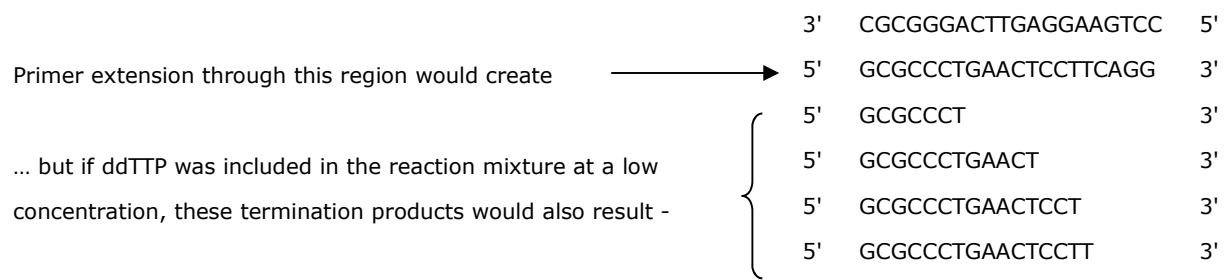 3' CGCGGGACTTGAGGAAGTCC 5'
Primer extension through this region would create 5' GCGCCCTGAACTCCTTCAGG 3'
5' GCGCCCT 3'
… but if ddTTP was included in the reaction mixture at a low 5' GCGCCCTGAACT 3'
concentration, these termination products would also result - 5' GCGCCCTGAACTCCT 3'
5' GCGCCCTGAACTCCTT 3'